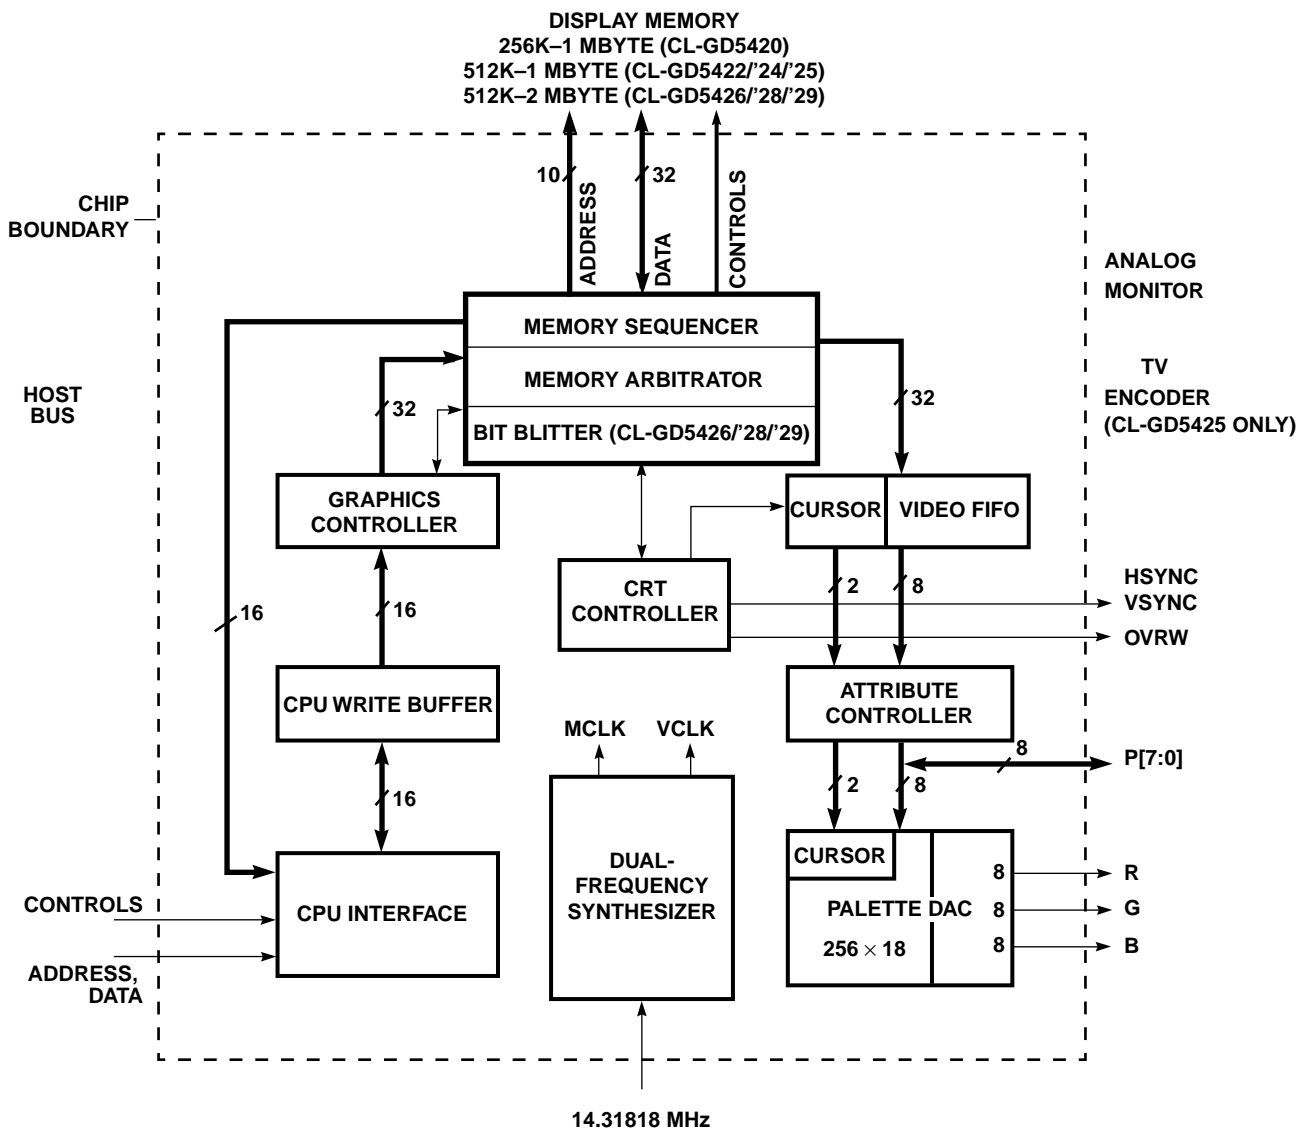 DISPLAY MEMORY
256K–1 MBYTE (CL-GD5420)
512K–1 MBYTE (CL-GD5422/’24/’25)
512K–2 MBYTE (CL-GD5426/’28/’29)
10
ADDRESS
32
DATA
CONTROLS
CHIP
BOUNDARY
ANALOG
MONITOR
MEMORY SEQUENCER
MEMORY ARBITRATOR
BIT BLITTER (CL-GD5426/’28/’29)
HOST
BUS
TV
ENCODER
(CL-GD5425 ONLY)
32
32
GRAPHICS
CONTROLLER
CURSOR
VIDEO FIFO
CRT
CONTROLLER
HSYNC
VSYNC
OVRW
16
16
2
8
CPU WRITE BUFFER
ATTRIBUTE
CONTROLLER
MCLK
VCLK
8
P[7:0]
16
2
8
CPU INTERFACE
DUAL-
FREQUENCY
SYNTHESIZER
CURSOR
PALETTE DAC
256 × 18
8
R
8
G
8
B
CONTROLS
ADDRESS,
DATA
14.31818 MHz